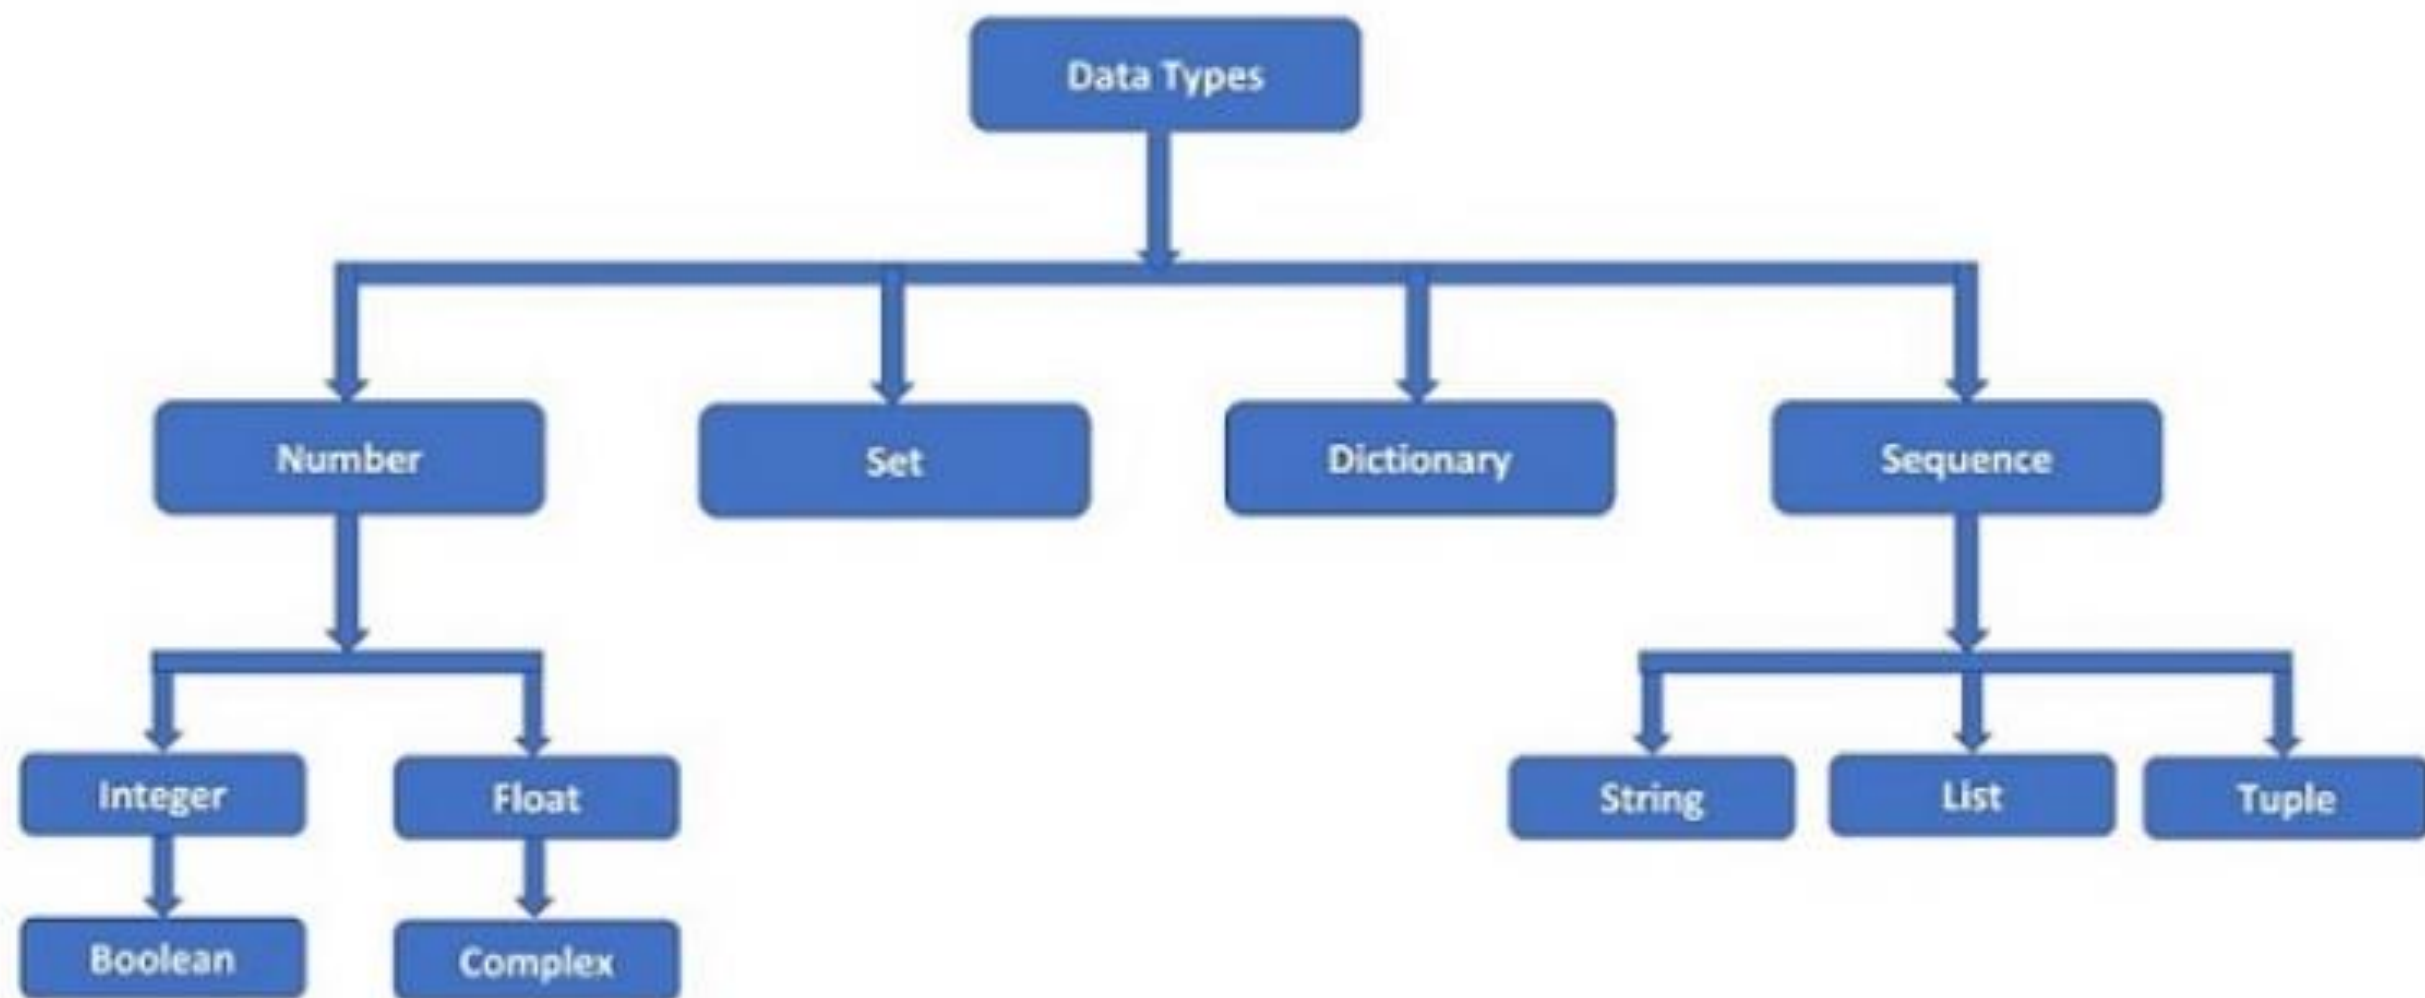 Data Types
Number
Set
Dictionary
Sequence
Integer
Float
String
List
Tuple
Boolean
Complex